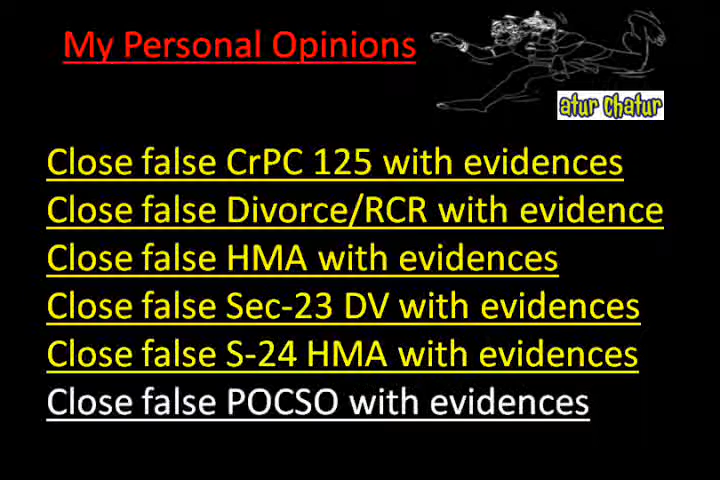 My Personal Opinions
atur Chatur
Close false CrPC 125 with evidences
Close false Divorce/RCR with evidence
Close false HMA with evidences
Close false Sec-23 DV with evidences
Close false S-24 HMA with evidences
Close false POCSO with evidences